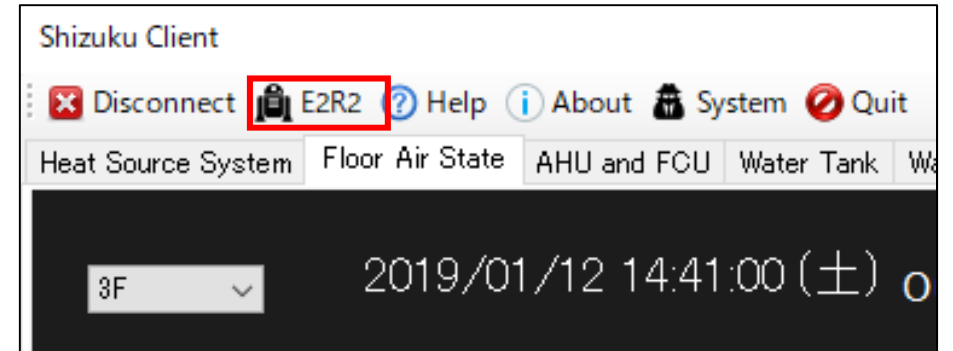 Shizuku Client
Disconnect E2R2 Help About System Quit
Heat Source System Floor Air State AHU and FCU Water Tank Wa
3F 2019/01/12 14:41:00 (土) O